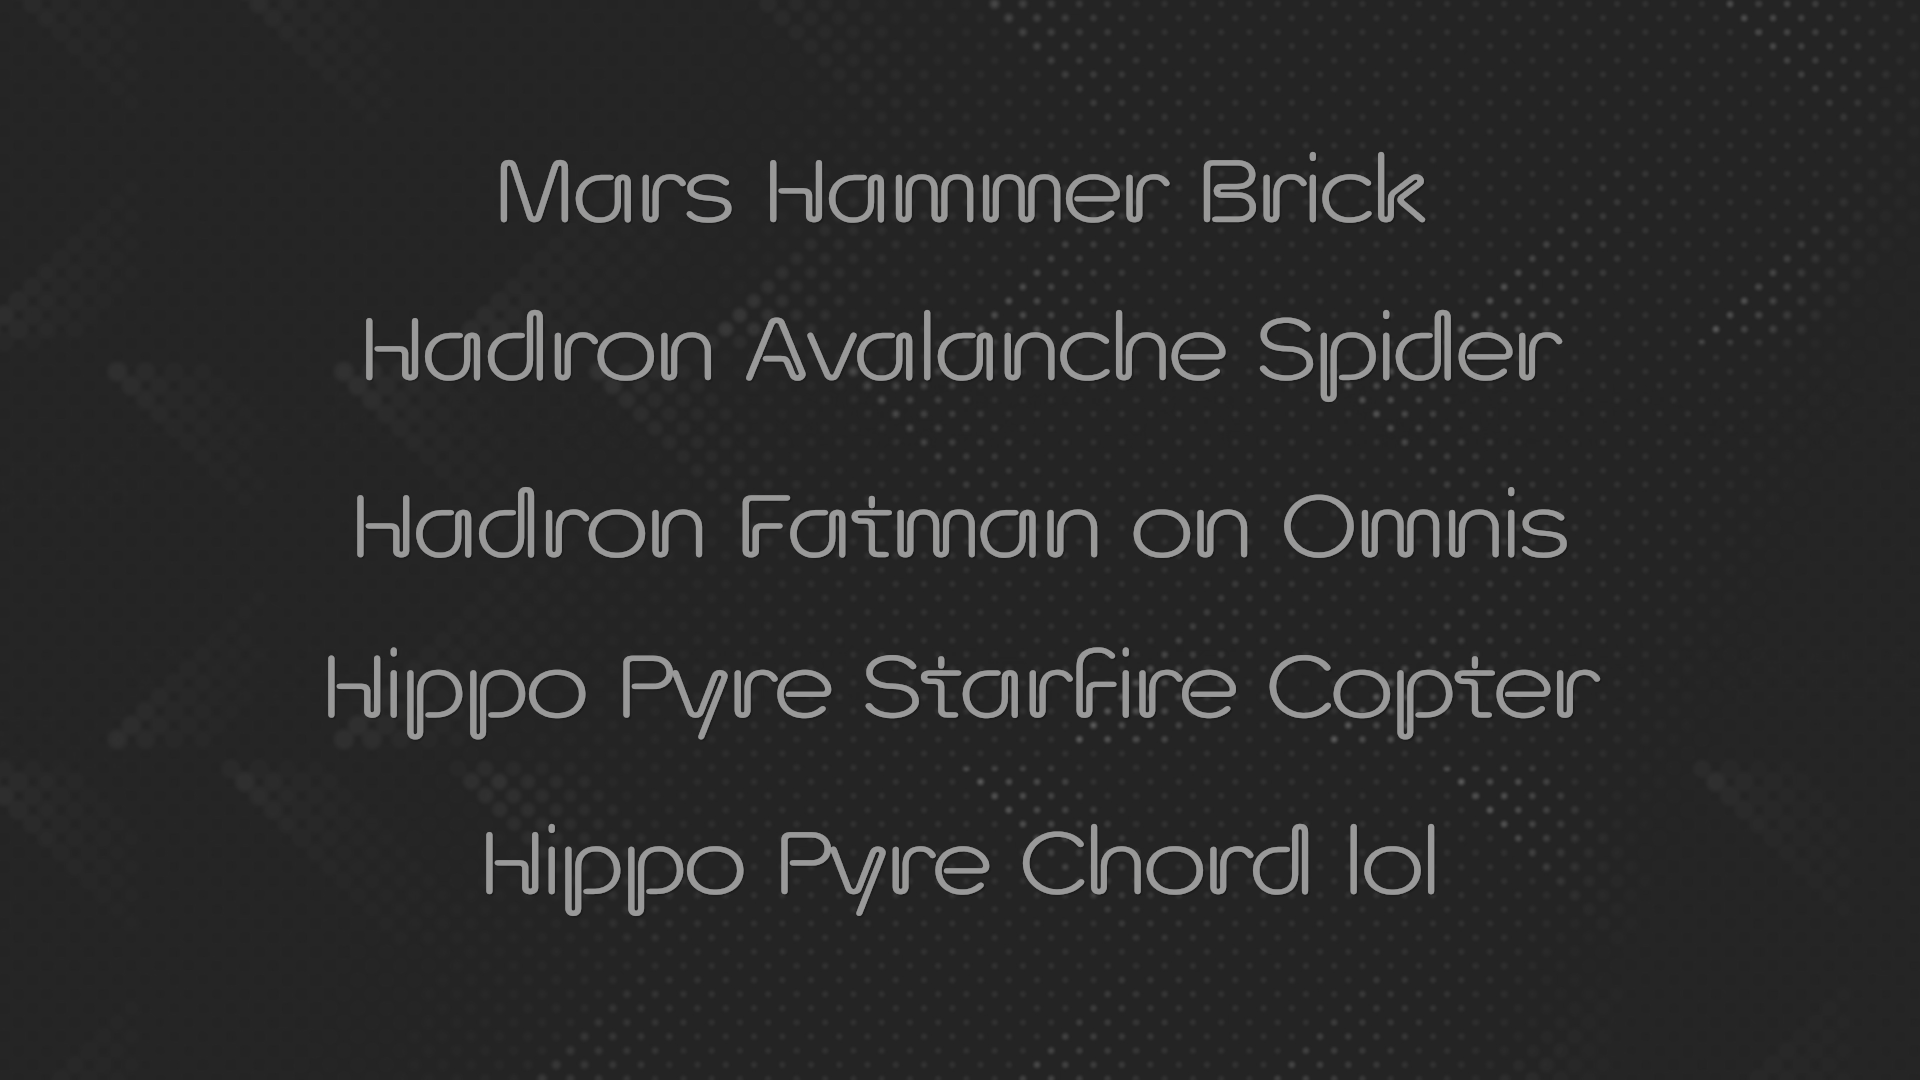 Mars Hammer Brick
Hadron Avalanche Spider
Hadron Fatman on Omnis
Hippo Pyre Starfire Copter
Hippo Pyre Chord lol